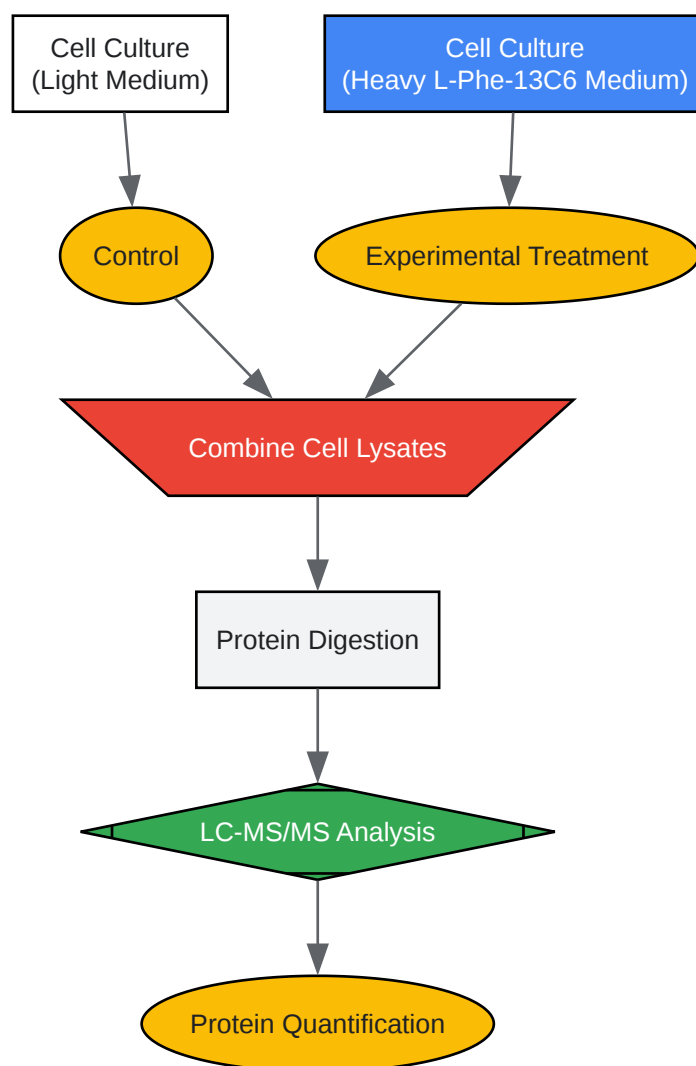 Cell Culture
(Light Medium)
Cell Culture
(Heavy L-Phe-13C6 Medium)
Control
Experimental Treatment
Combine Cell Lysates
Protein Digestion
LC-MS/MS Analysis
Protein Quantification